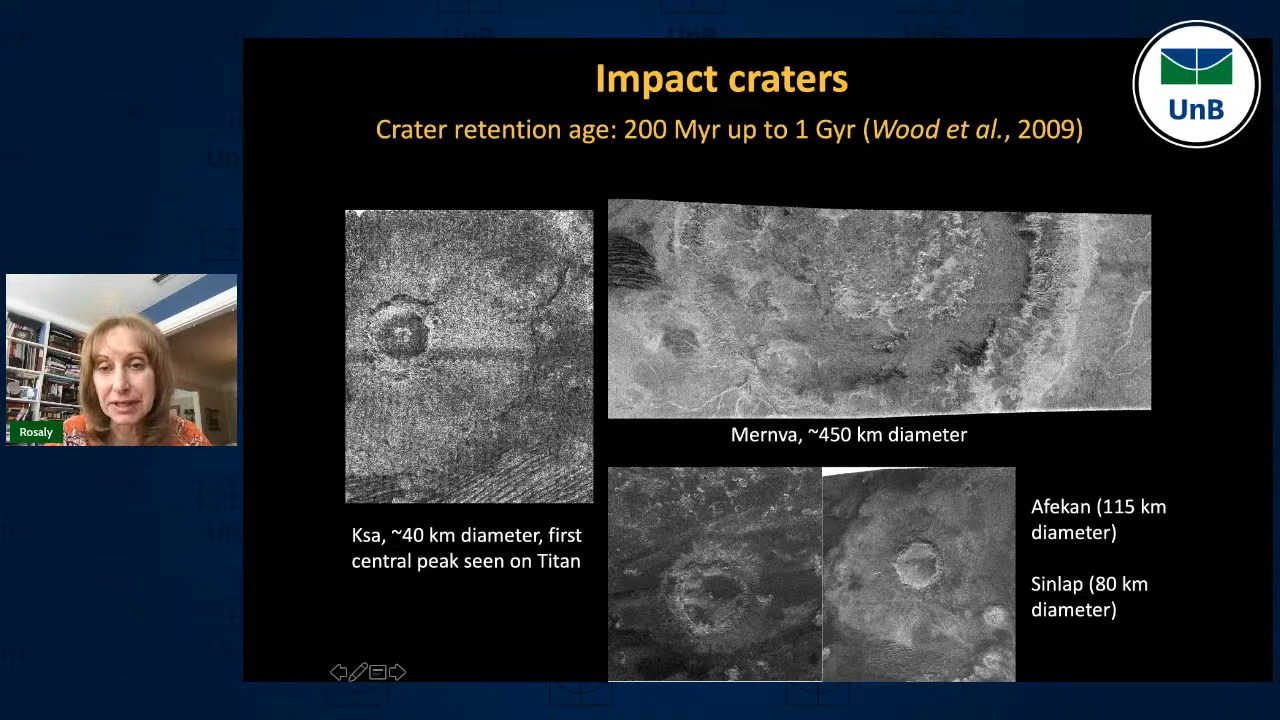 Impact craters
UnB
Crater retention age: 200 Myr up to 1 Gyr (Wood et al., 2009)
Rosaly
Mernva, ~450 km diameter
Ksa, ~40 km diameter, first
central peak seen on Titan
Afekan (115 km
diameter)
Sinlap (80 km
diameter)